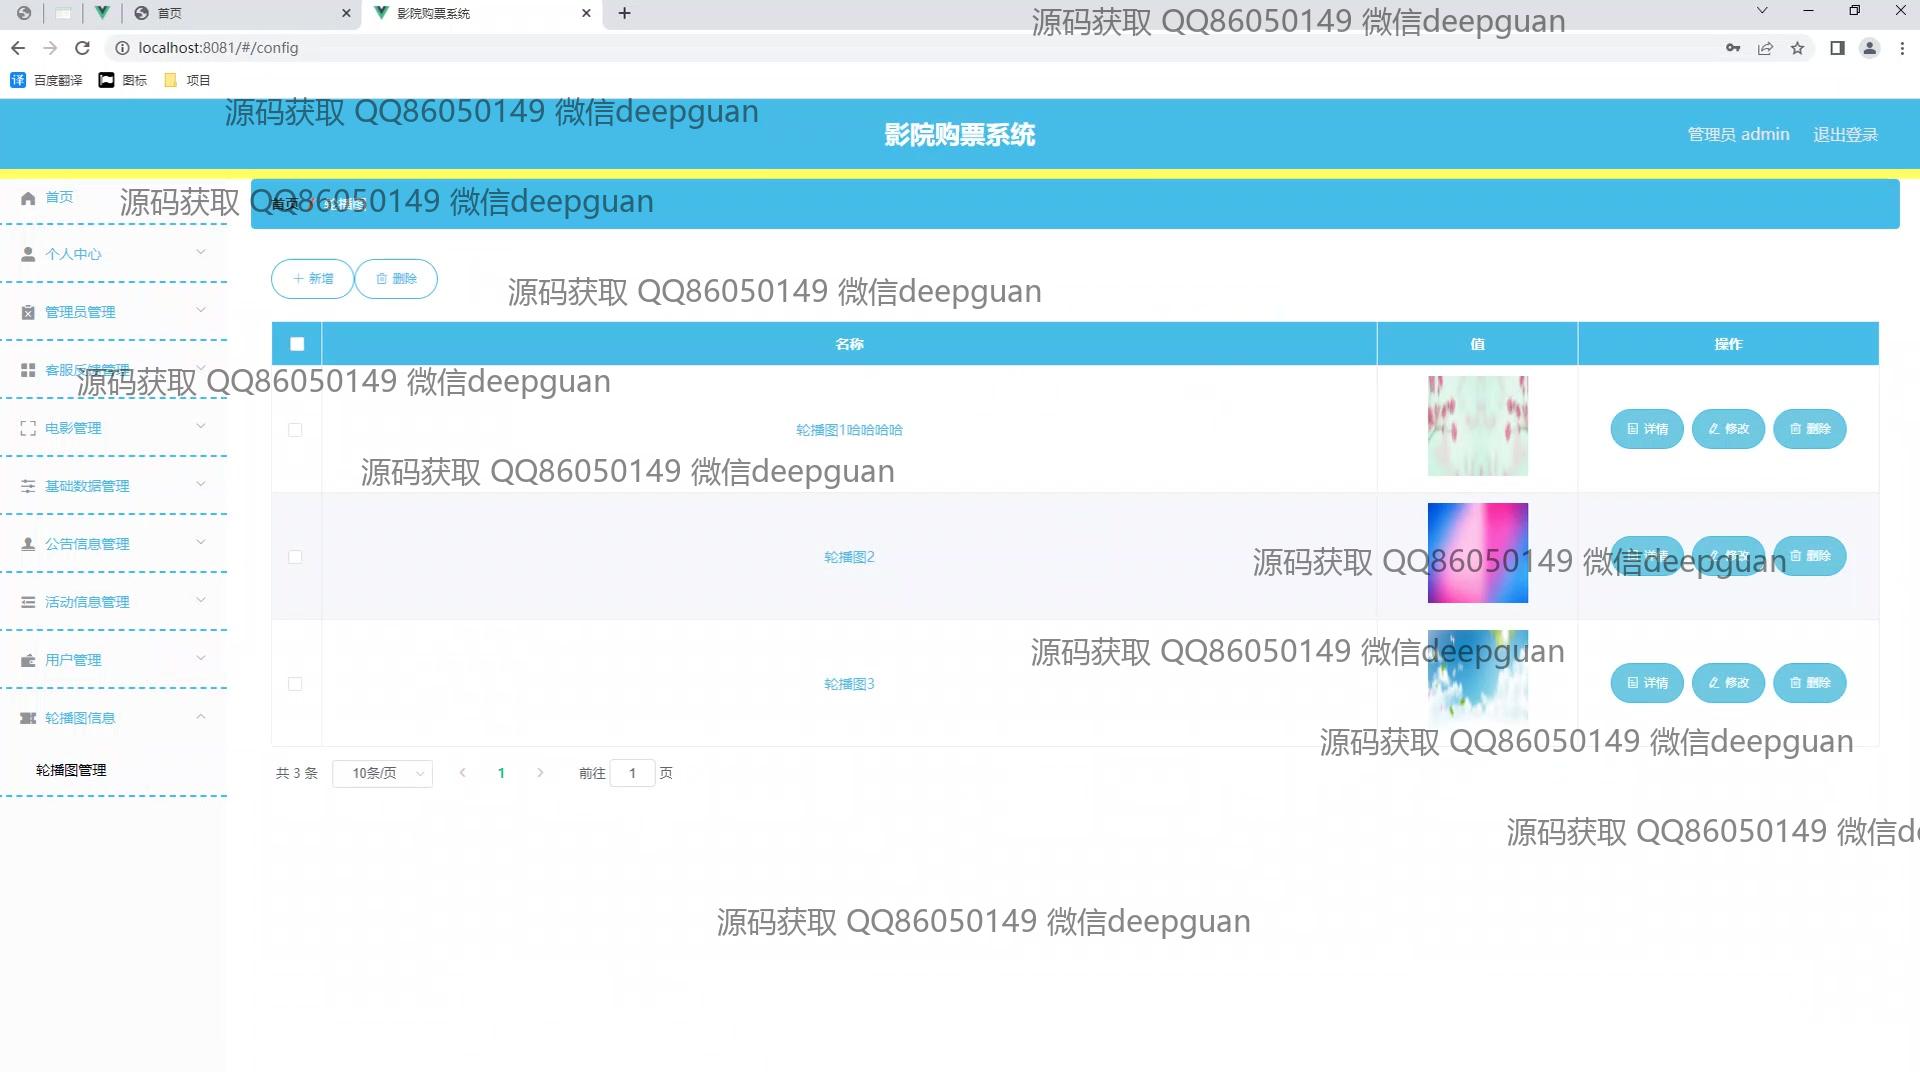 首页
影院购票系统
源码获取 QQ86050149 微信deepguan
localhost:8081/#/config
百度翻译 图标 项目
源码获取 QQ86050149 微信deepguan
影院购票系统
管理员 admin 退出登录
首页
源码获取 QQ86050149 微信deepguan
首页 / 轮播图
个人中心
新增 删除
源码获取 QQ86050149 微信deepguan
管理员管理
名称 值 操作
客服反馈管理
源码获取 QQ86050149 微信deepguan
电影管理
轮播图1哈哈哈哈 详情 修改 删除
源码获取 QQ86050149 微信deepguan
基础数据管理
公告信息管理
轮播图2 详情 修改 删除
源码获取 QQ86050149 微信deepguan
活动信息管理
源码获取 QQ86050149 微信deepguan
用户管理
轮播图3 详情 修改 删除
轮播图信息
源码获取 QQ86050149 微信deepguan
轮播图管理
共 3 条 10条/页 1 前往 1 页
源码获取 QQ86050149 微信de
源码获取 QQ86050149 微信deepguan